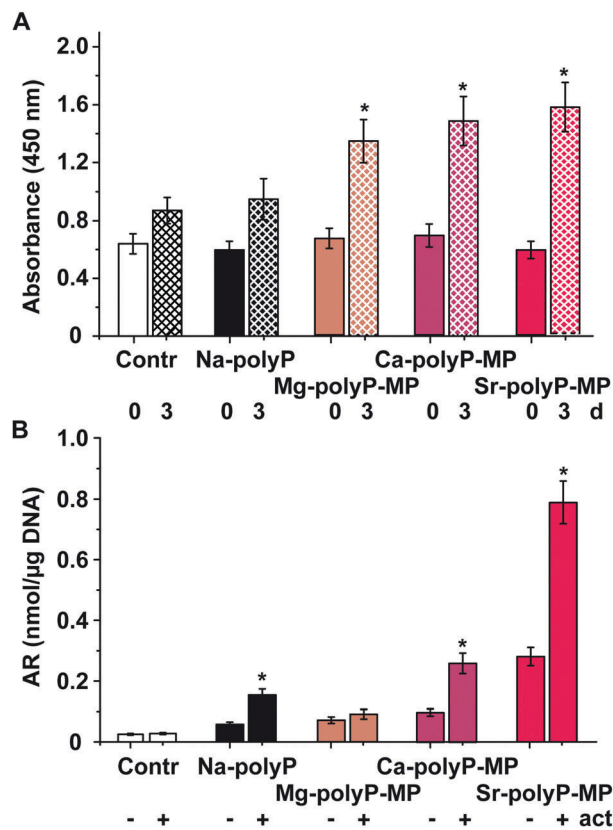 A
Absorbance (450 nm)
2.0
1.6
1.2
0.8
0.4
0
*
*
*
Contr Na-polyP Ca-polyP-MP
Mg-polyP-MP Sr-polyP-MP
0 3 0 3 0 3 0 3 0 3 d
B
AR (nmol/µg DNA)
1.0
0.8
0.6
0.4
0.2
0
*
*
*
Contr Na-polyP Ca-polyP-MP
Mg-polyP-MP Sr-polyP-MP
- + - + - + - + - + act